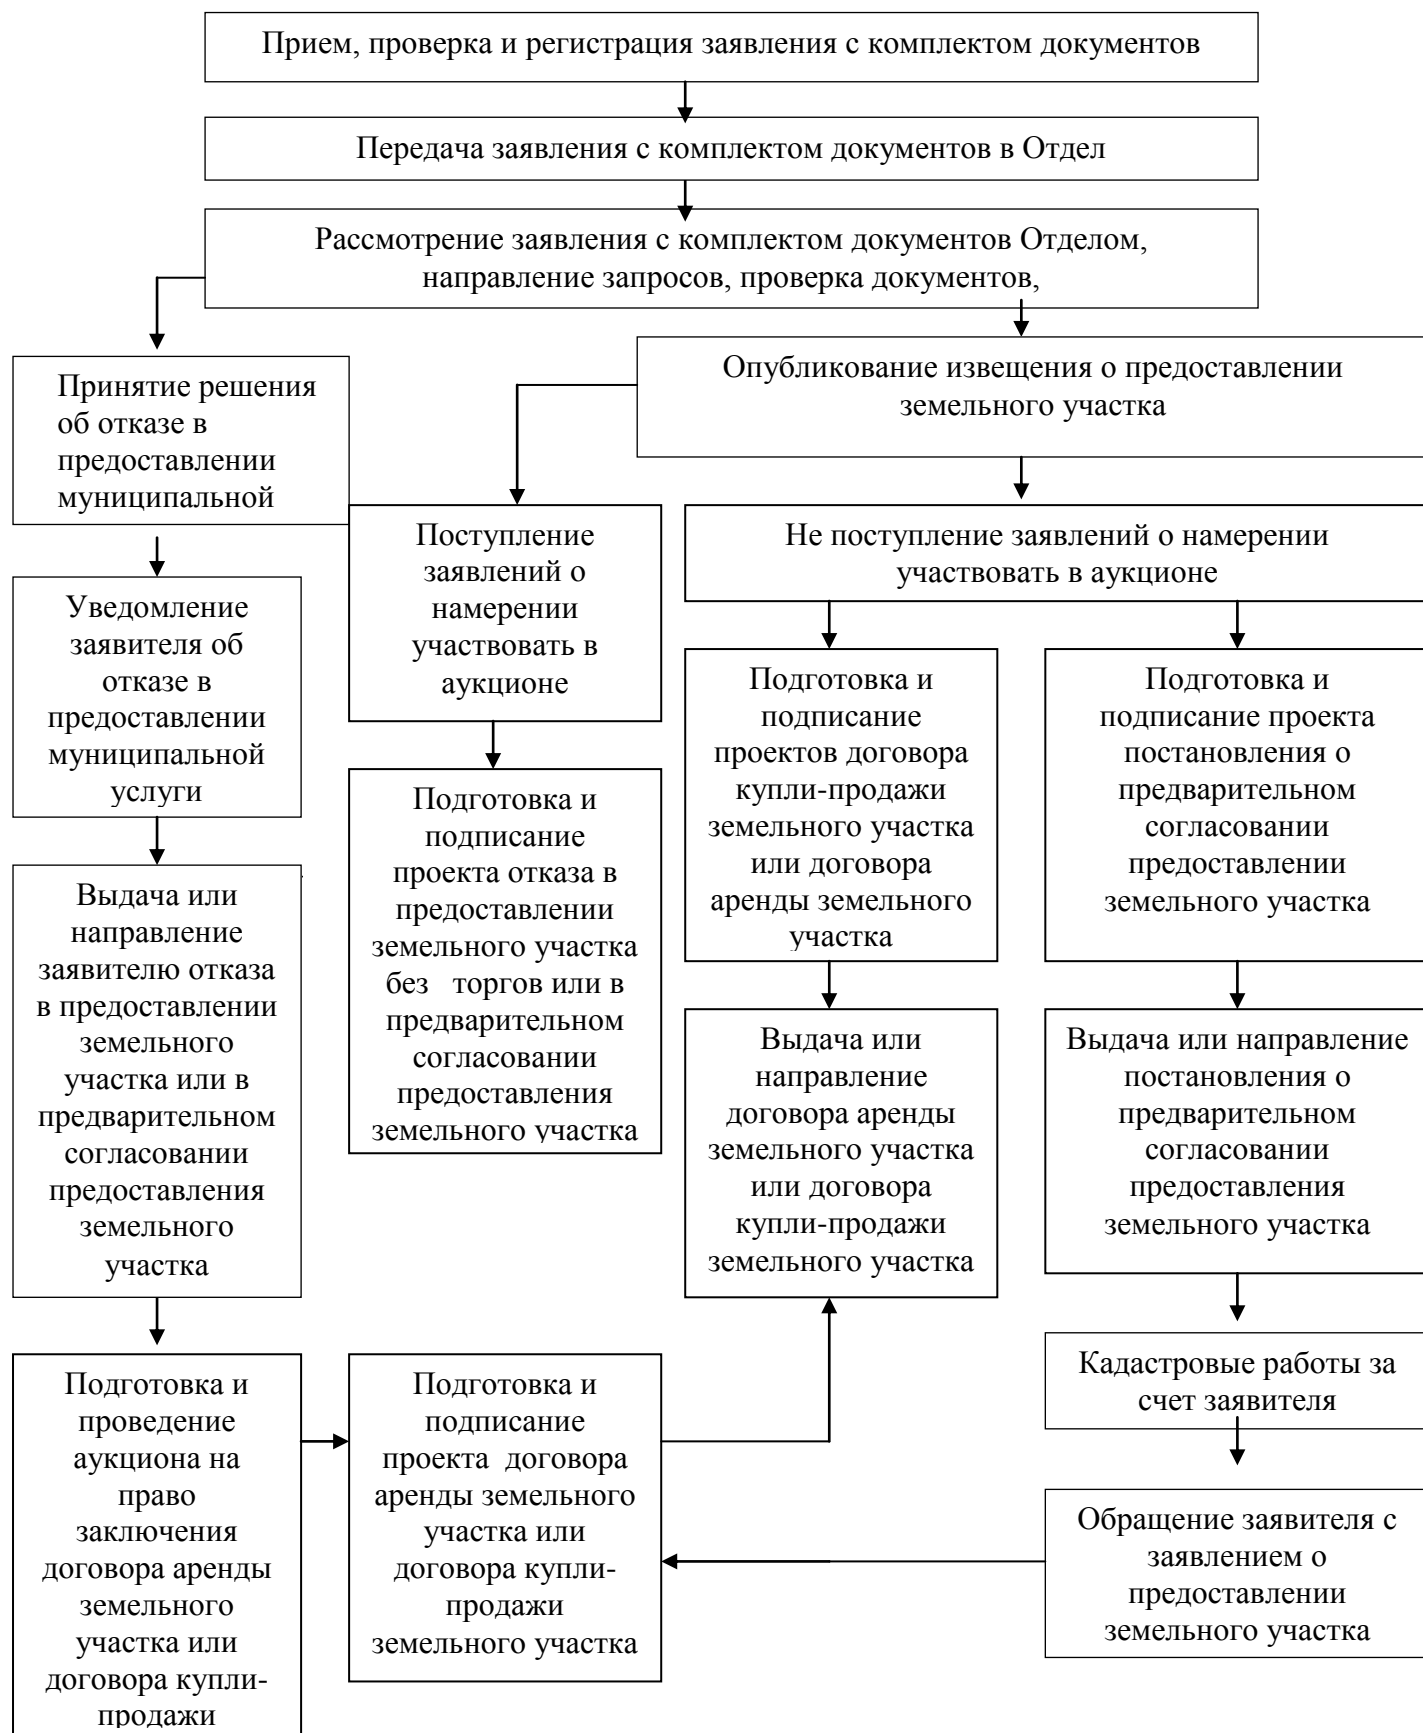 Прием, проверка и регистрация заявления с комплектом документов
Передача заявления с комплектом документов в Отдел
Рассмотрение заявления с комплектом документов Отделом,
направление запросов, проверка документов,
Принятие решения
об отказе в
предоставлении
муниципальной
Опубликование извещения о предоставлении
земельного участка
Поступление
заявлений о
намерении
участвовать в
аукционе
Не поступление заявлений о намерении
участвовать в аукционе
Уведомление
заявителя об
отказе в
предоставлении
муниципальной
услуги
Подготовка и
подписание
проекта отказа в
предоставлении
земельного участка
без торгов или в
предварительном
согласовании
предоставления
земельного участка
Подготовка и
подписание
проектов договора
купли-продажи
земельного участка
или договора
аренды земельного
участка
Подготовка и
подписание проекта
постановления о
предварительном
согласовании
предоставлении
земельного участка
Выдача или
направление
заявителю отказа
в предоставлении
земельного
участка или в
предварительном
согласовании
предоставления
земельного
участка
Выдача или
направление
договора аренды
земельного участка
или договора
купли-продажи
земельного участка
Выдача или направление
постановления о
предварительном
согласовании
предоставления
земельного участка
Кадастровые работы за
счет заявителя
Подготовка и
проведение
аукциона на
право
заключения
договора аренды
земельного
участка или
договора купли-
продажи
Подготовка и
подписание
проекта договора
аренды земельного
участка или
договора купли-
продажи
земельного участка
Обращение заявителя с
заявлением о
предоставлении
земельного участка